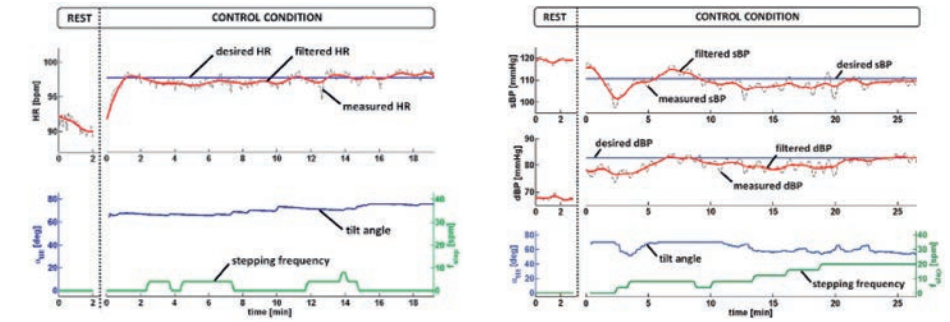 REST
CONTROL CONDITION
desired HR
filtered HR
measured HR
HR [bpm]
100
95
90
0
2
0
2
4
6
8
10
12
14
16
18
80
60
40
20
0
[deg]
tilt angle
stepping frequency
40
30
20
10
0
[spm]
0
2
0
2
4
6
8
10
12
14
16
18
time [min]
REST
CONTROL CONDITION
filtered sBP
desired sBP
measured sBP
sBP [mmHg]
120
110
100
0
2
0
5
10
15
20
25
desired dBP
filtered dBP
measured dBP
dBP [mmHg]
90
80
70
0
2
0
5
10
15
20
25
80
60
40
20
0
[deg]
tilt angle
stepping frequency
40
30
20
10
0
[spm]
0
2
0
5
10
15
20
25
time [min]